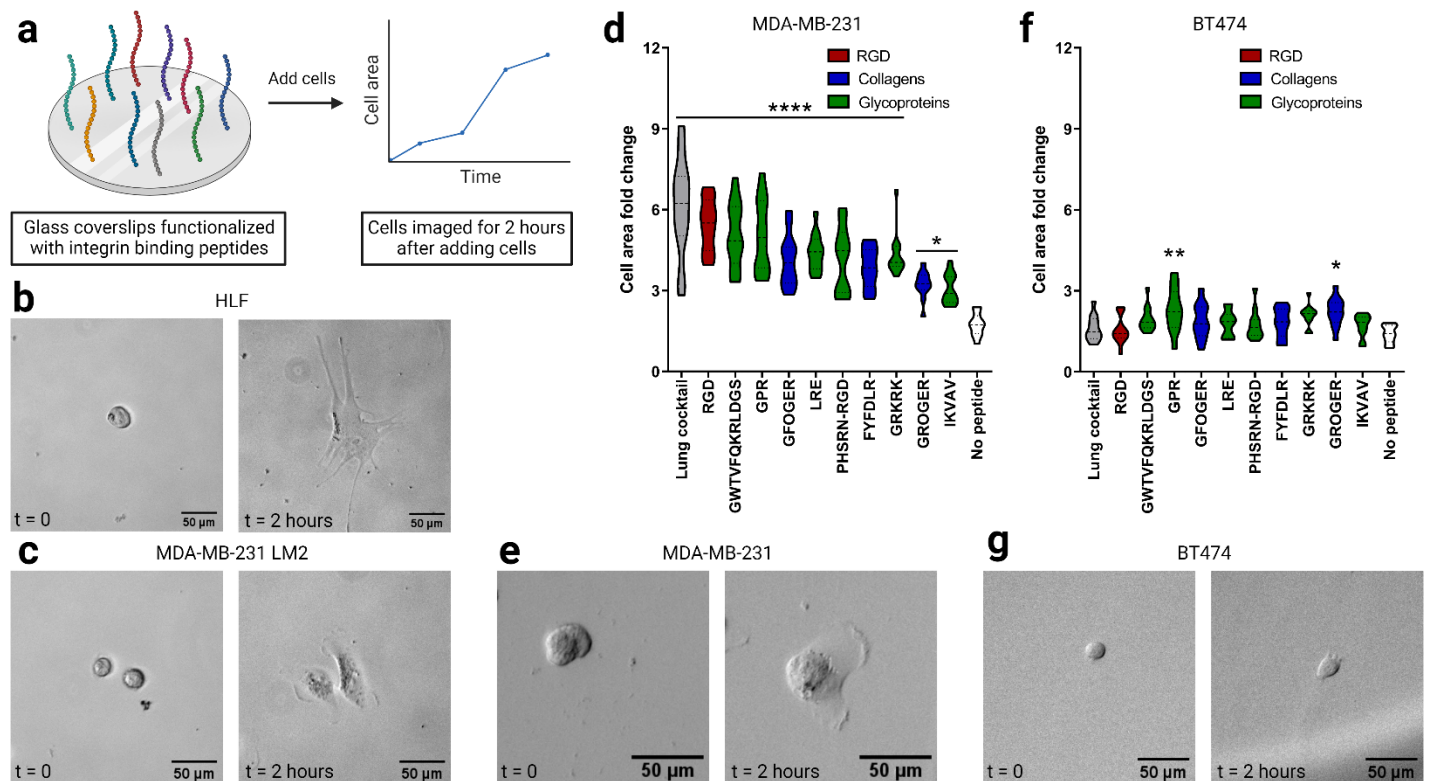 a
Add cells
Cell area
Time
Glass coverslips functionalized
with integrin binding peptides
Cells imaged for 2 hours
after adding cells
b
HLF
t = 0
50 µm
t = 2 hours
50 µm
c
MDA-MB-231 LM2
t = 0
50 µm
t = 2 hours
50 µm
d
MDA-MB-231
RGD
Collagens
Glycoproteins
****
*
Cell area fold change
12
9
6
3
0
Lung cocktail
RGD
GWTVFQKRLDGS
GPR
GFOGER
LRE
PHSRN-RGD
FYFDLR
GRKRK
GROGER
IKVAV
No peptide
e
MDA-MB-231
t = 0
50 µm
t = 2 hours
50 µm
f
BT474
RGD
Collagens
Glycoproteins
**
*
Cell area fold change
12
9
6
3
0
Lung cocktail
RGD
GWTVFQKRLDGS
GPR
GFOGER
LRE
PHSRN-RGD
FYFDLR
GRKRK
GROGER
IKVAV
No peptide
g
BT474
t = 0
50 µm
t = 2 hours
50 µm